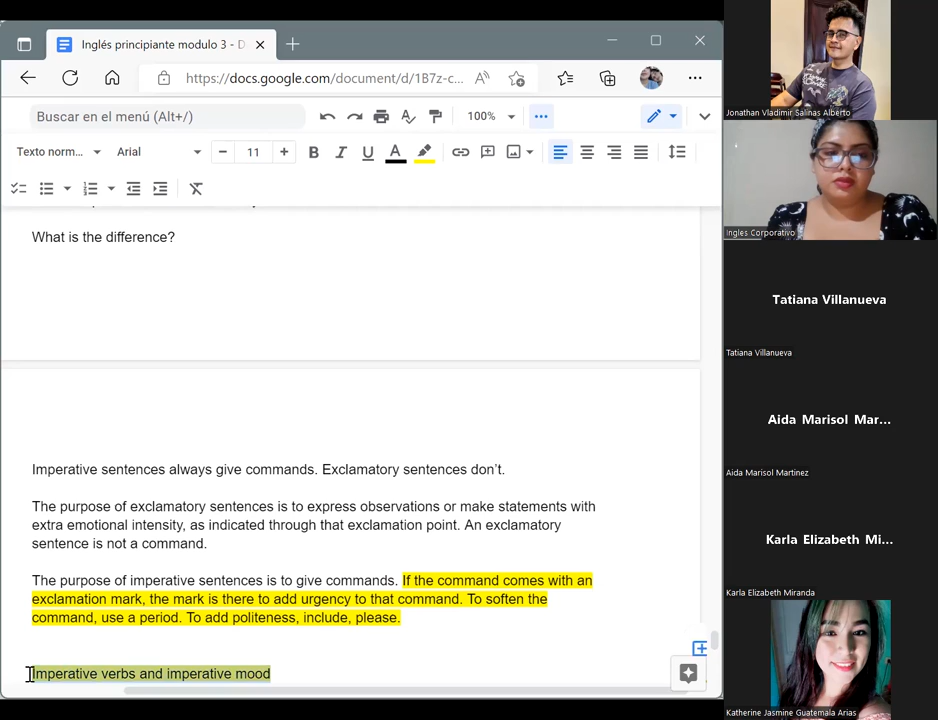 Inglés principiante modulo 3 - D
https://docs.google.com/document/d/1B7z-c...
Buscar en el menú (Alt+/)
100%
Texto norm...
Arial
11
What is the difference?
Imperative sentences always give commands. Exclamatory sentences don't.
The purpose of exclamatory sentences is to express observations or make statements with
extra emotional intensity, as indicated through that exclamation point. An exclamatory
sentence is not a command.
The purpose of imperative sentences is to give commands. If the command comes with an
exclamation mark, the mark is there to add urgency to that command. To soften the
command, use a period. To add politeness, include, please.
Imperative verbs and imperative mood
Jonathan Vladimir Salinas Alberto
Ingles Corporativo
Tatiana Villanueva
Tatiana Villanueva
Aida Marisol Mar...
Aida Marisol Martinez
Karla Elizabeth Mi...
Karla Elizabeth Miranda
Katherine Jasmine Guatemala Arias